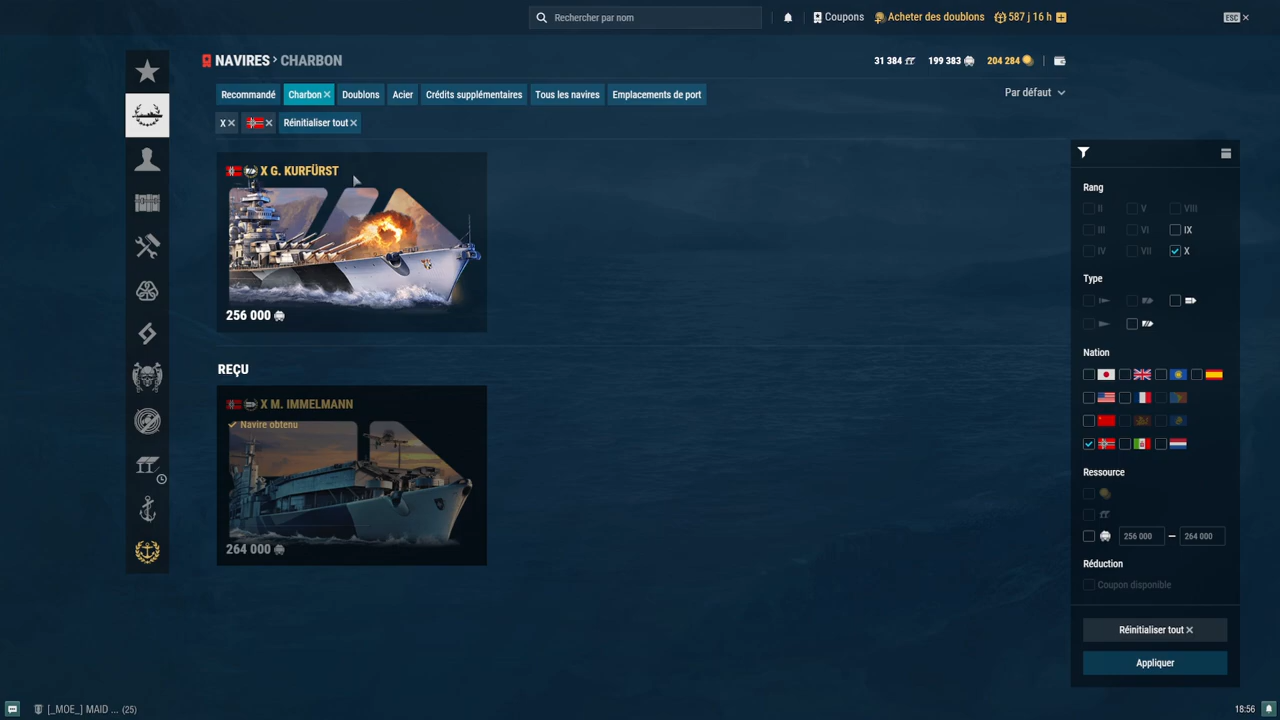 Rechercher par nom
Coupons
Acheter des doublons
587 j 16 h
ESC ×
NAVIRES › CHARBON
31 384
199 383
204 284
Recommandé
Charbon ×
Doublons
Acier
Crédits supplémentaires
Tous les navires
Emplacements de port
Par défaut
X ×
×
Réinitialiser tout ×
X G. KURFÜRST
256 000
REÇU
X M. IMMELMANN
Navire obtenu
264 000
Rang
II V VIII
III VI IX
IV VII X
Type
Nation
Ressource
256 000 – 264 000
Réduction
Coupon disponible
Réinitialiser tout ×
Appliquer
[_MOE_] MAID ... (25)
18:56